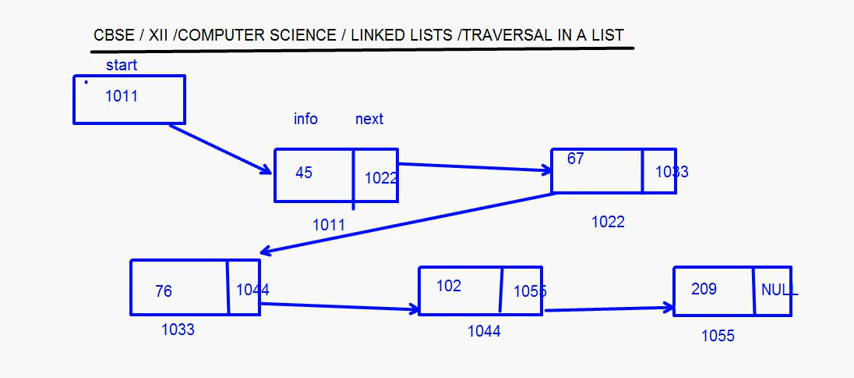 CBSE / XII /COMPUTER SCIENCE / LINKED LISTS /TRAVERSAL IN A LIST
start
1011
info next
45 1022
1011
67 1033
1022
76 1044
1033
102 1055
1044
209 NULL
1055